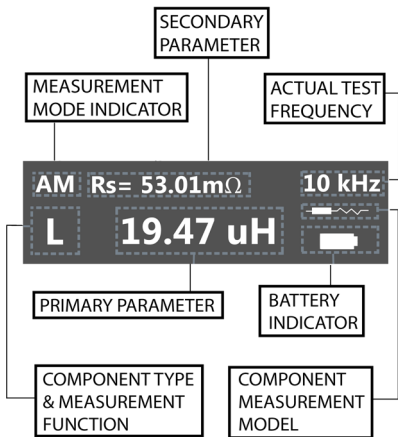 SECONDARY
PARAMETER
MEASUREMENT
MODE INDICATOR
ACTUAL TEST
FREQUENCY
AM Rs= 53.01mΩ 10 kHz
L 19.47 uH
PRIMARY PARAMETER
BATTERY
INDICATOR
COMPONENT TYPE
& MEASUREMENT
FUNCTION
COMPONENT
MEASUREMENT
MODEL